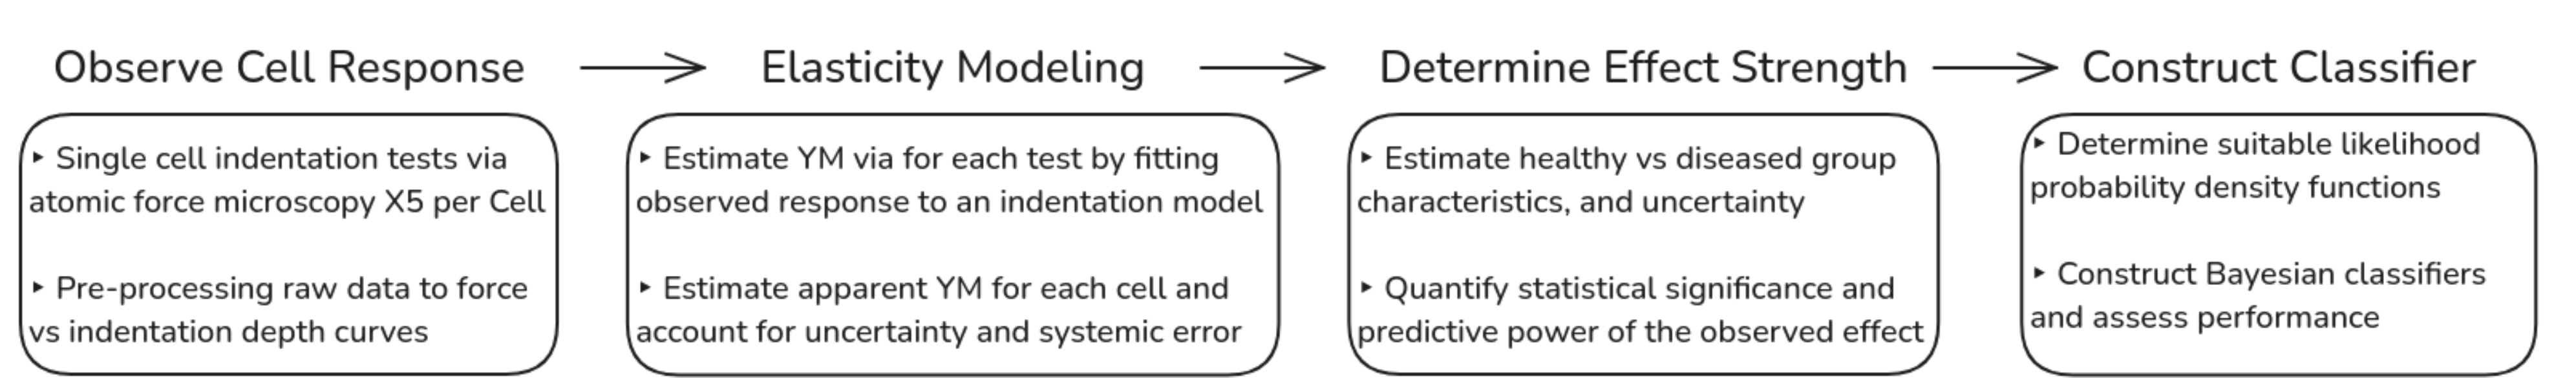 Observe Cell Response
‣ Single cell indentation tests via
atomic force microscopy X5 per Cell
‣ Pre-processing raw data to force
vs indentation depth curves
Elasticity Modeling
‣ Estimate YM via for each test by fitting
observed response to an indentation model
‣ Estimate apparent YM for each cell and
account for uncertainty and systemic error
Determine Effect Strength
‣ Estimate healthy vs diseased group
characteristics, and uncertainty
‣ Quantify statistical significance and
predictive power of the observed effect
Construct Classifier
‣ Determine suitable likelihood
probability density functions
‣ Construct Bayesian classifiers
and assess performance